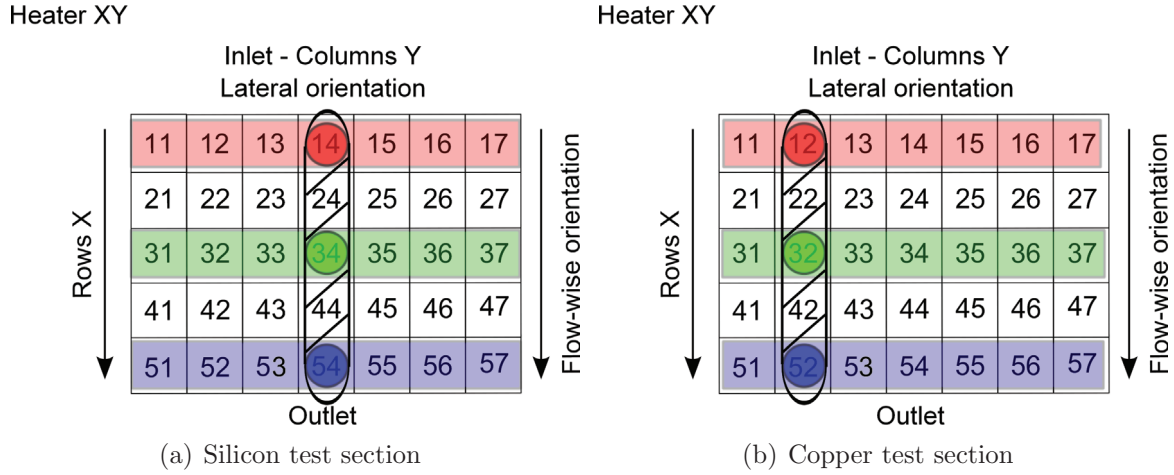 Heater XY
Inlet - Columns Y
Lateral orientation
Rows X
11 12 13 14 15 16 17
21 22 23 24 25 26 27
31 32 33 34 35 36 37
41 42 43 44 45 46 47
51 52 53 54 55 56 57
Flow-wise orientation
Outlet
(a) Silicon test section
Heater XY
Inlet - Columns Y
Lateral orientation
Rows X
11 12 13 14 15 16 17
21 22 23 24 25 26 27
31 32 33 34 35 36 37
41 42 43 44 45 46 47
51 52 53 54 55 56 57
Flow-wise orientation
Outlet
(b) Copper test section